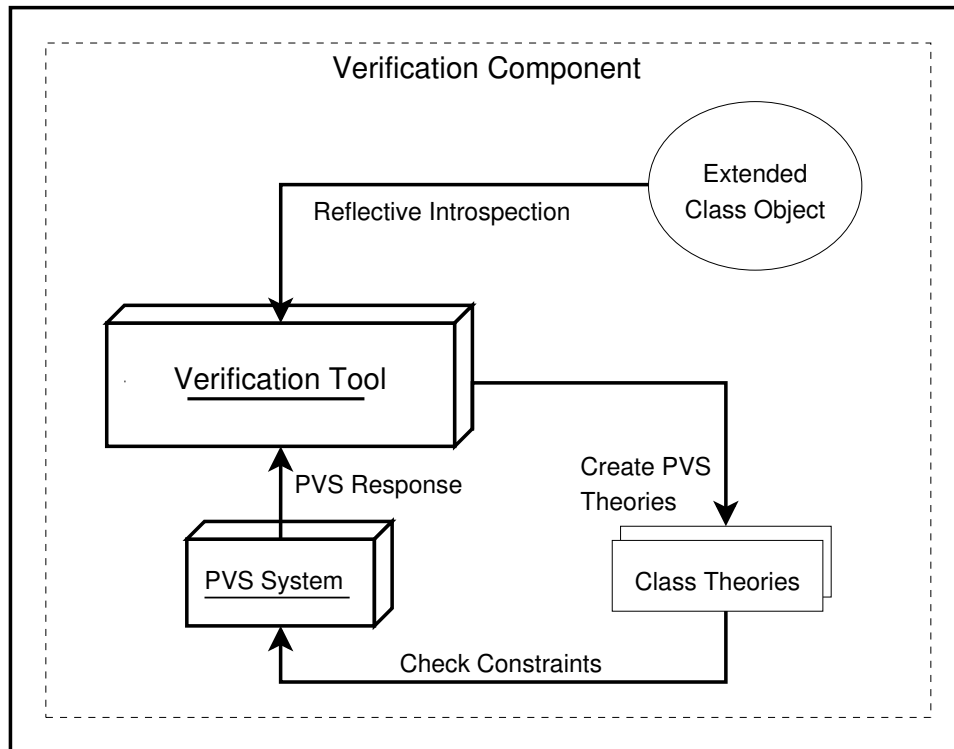 Verification Component
Extended
Class Object
Reflective Introspection
Verification Tool
PVS Response
Create PVS
Theories
PVS System
Class Theories
Check Constraints